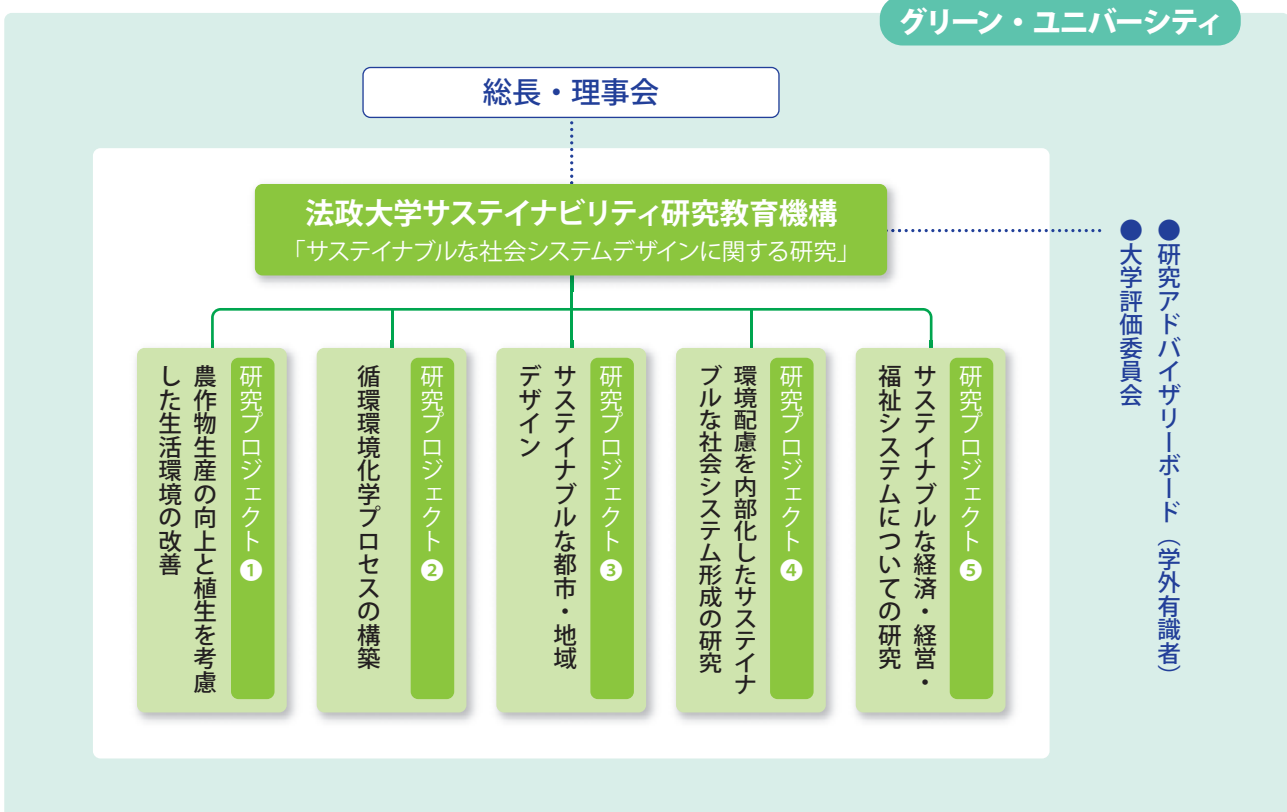 グリーン・ユニバーシティ
総長・理事会
法政大学サステイナビリティ研究教育機構
「サステイナブルな社会システムデザインに関する研究」
●研究アドバイザリーボード（学外有識者）
●大学評価委員会
研究プロジェクト❶
農作物生産の向上と植生を考慮
した生活環境の改善
研究プロジェクト❷
循環環境化学プロセスの構築
研究プロジェクト❸
サステイナブルな都市・地域
デザイン
研究プロジェクト❹
環境配慮を内部化したサステイナ
ブルな社会システム形成の研究
研究プロジェクト❺
サステイナブルな経済・経営・
福祉システムについての研究